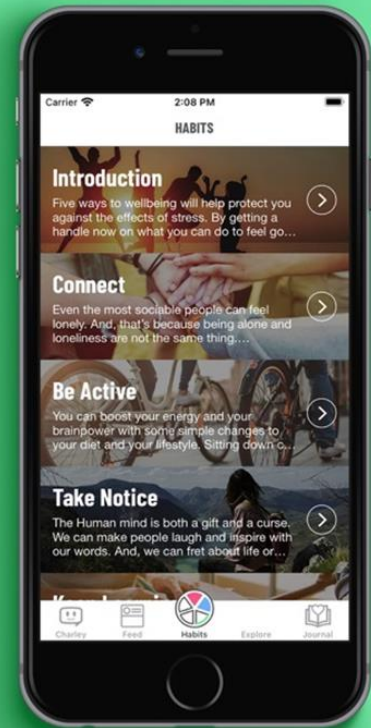 Carrier
2:08 PM
HABITS
Introduction
Five ways to wellbeing will help protect you
against the effects of stress. By getting a
handle now on what you can do to feel go...
Connect
Even the most sociable people can feel
lonely. And, that's because being alone and
loneliness are not the same thing....
Be Active
You can boost your energy and your
brainpower with some simple changes to
your diet and your lifestyle. Sitting down c...
Take Notice
The Human mind is both a gift and a curse.
We can make people laugh and inspire with
our words. And, we can fret about life or...
Charley
Feed
Habits
Explore
Journal